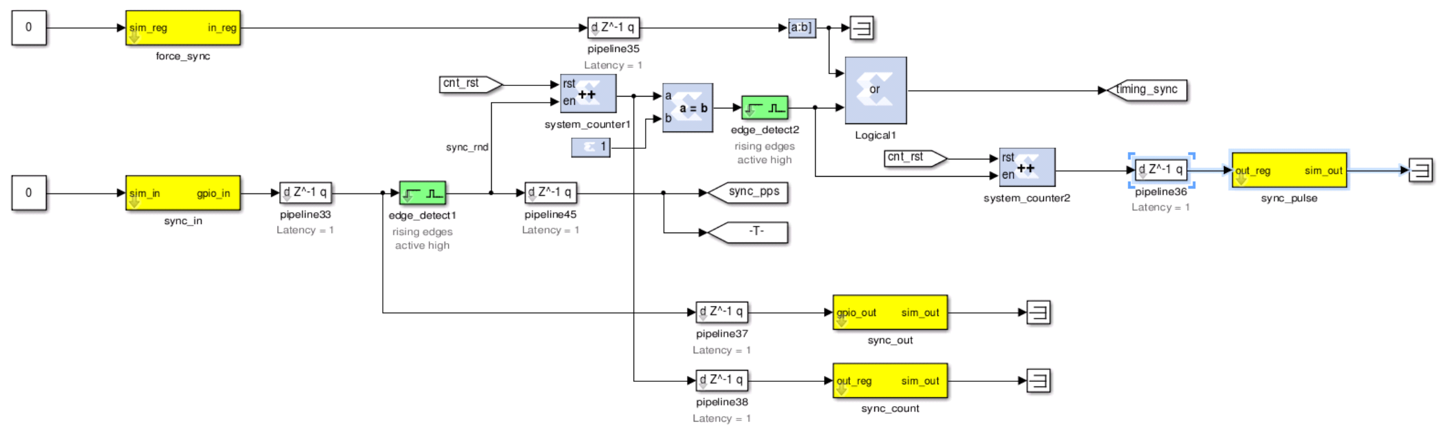 0
sim_reg in_reg
force_sync
d Z^-1 q
pipeline35
Latency = 1
[a:b]
cnt_rst
rst
en
++
system_counter1
a
b
a = b
1
edge_detect2
rising edges
active high
or
Logical1
timing_sync
cnt_rst
rst
en
++
system_counter2
d Z^-1 q
pipeline36
Latency = 1
out_reg sim_out
sync_pulse
sync_rnd
0
sim_in gpio_in
sync_in
d Z^-1 q
pipeline33
Latency = 1
edge_detect1
rising edges
active high
d Z^-1 q
pipeline45
Latency = 1
sync_pps
-T-
d Z^-1 q
pipeline37
Latency = 1
gpio_out sim_out
sync_out
d Z^-1 q
pipeline38
Latency = 1
out_reg sim_out
sync_count